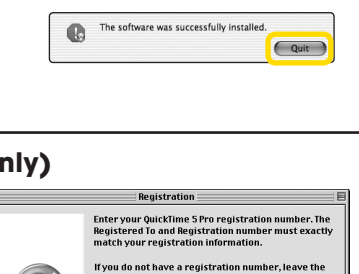 The software was successfully installed.
Quit
nly)
Registration
Enter your QuickTime 5 Pro registration number. The
Registered To and Registration number must exactly
match your registration information.
If you do not have a registration number, leave the